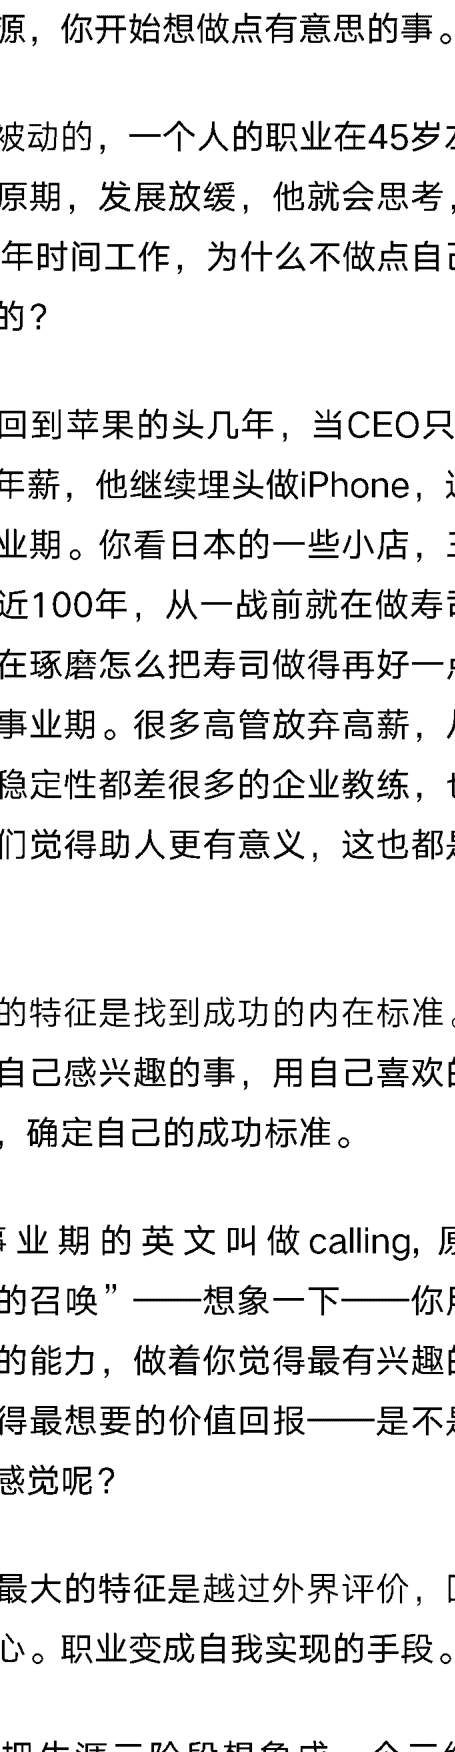 源，你开始想做点有意思的事。
被动的，一个人的职业在45岁
原期，发展放缓，他就会思考，
年时间工作，为什么不做点自己
的？
回到苹果的头几年，当CEO只
年薪，他继续埋头做iPhone，
业期。你看日本的一些小店，
近100年，从一战前就在做寿司
在琢磨怎么把寿司做得再好一点
事业期。很多高管放弃高薪，
稳定性都差很多的企业教练，也
们觉得助人更有意义，这也都是
的特征是找到成功的内在标准。
自己感兴趣的事，用自己喜欢的
，确定自己的成功标准。
事业期的英文叫做calling, 原
的召唤”——想象一下——你用
的能力，做着你觉得最有兴趣的
得最想要的价值回报——是不是
感觉呢？
最大的特征是越过外界评价，
心。职业变成自我实现的手段。